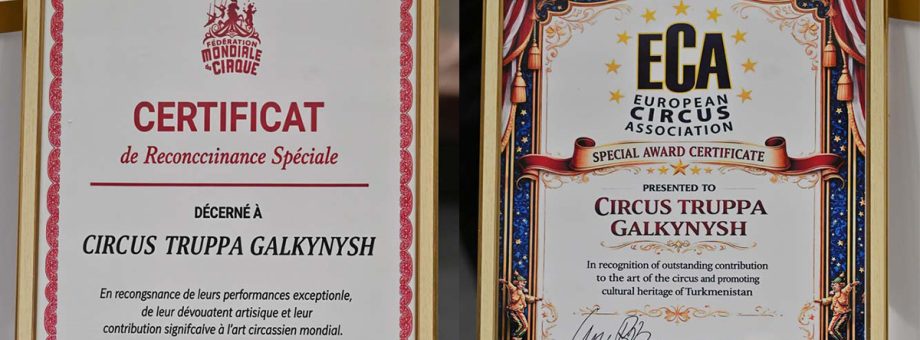 FÉDÉRATION
MONDIALE
du CIRQUE
CERTIFICAT
de Reconccinance Spéciale
DÉCERNÉ À
CIRCUS TRUPPA GALKYNYSH
En recongsnance de leurs performances exceptionle,
de leur dévouatent artisique et leur
contribution signifcalve à l'art circassien mondial.
ECA
EUROPEAN
CIRCUS
ASSOCIATION
SPECIAL AWARD CERTIFICATE
PRESENTED TO
CIRCUS TRUPPA
GALKYNYSH
In recognition of outstanding contribution
to the art of the circus and promoting
cultural heritage of Turkmenistan